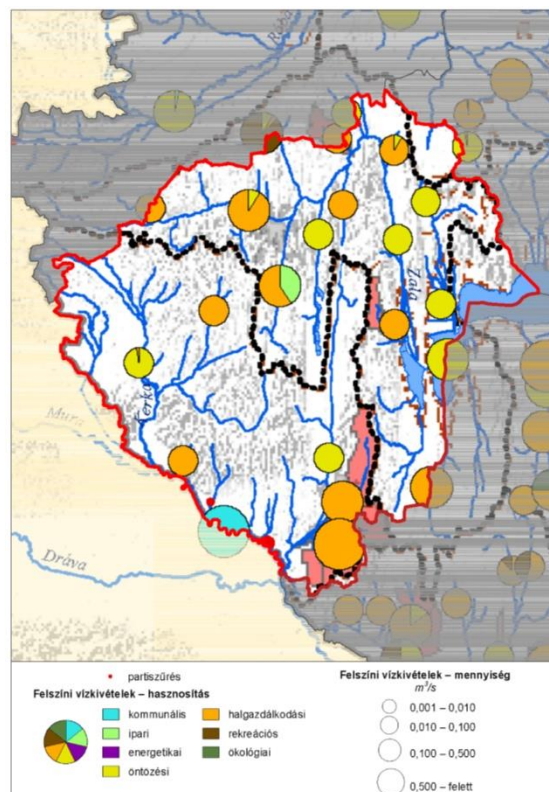 Rába
Zala
Kerka
Mura
Dráva
partiszűrés
Felszíni vízkivételek – hasznosítás
kommunális
ipari
energetikai
öntözési
halgazdálkodási
rekreációs
ökológiai
Felszíni vízkivételek – mennyiség
m³/s
0,001 – 0,010
0,010 – 0,100
0,100 – 0,500
0,500 – felett